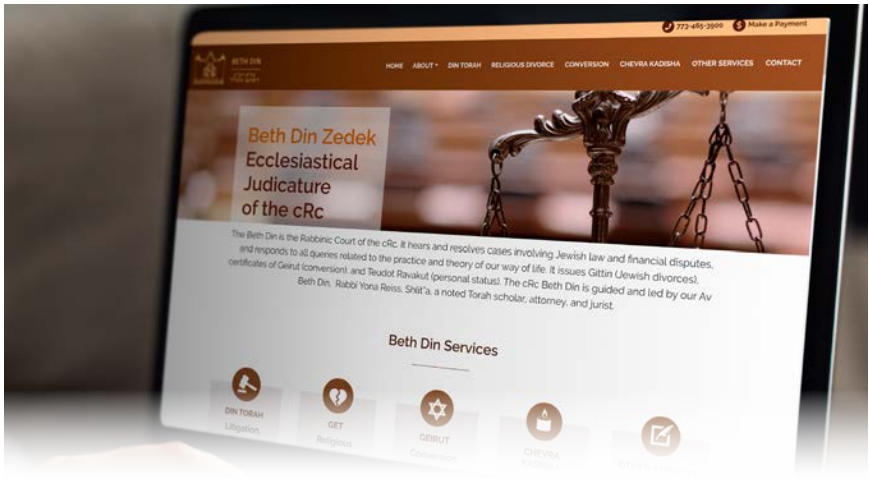 773-465-3900 Make a Payment
BETH DIN
HOME ABOUT DIN TORAH RELIGIOUS DIVORCE CONVERSION CHEVRA KADISHA OTHER SERVICES CONTACT
Beth Din Zedek
Ecclesiastical
Judicature
of the cRc
The Beth Din is the Rabbinic Court of the cRc. It hears and resolves cases involving Jewish law and financial disputes,
and responds to all queries related to the practice and theory of our way of life. It issues Gittin (Jewish divorces),
certificates of Geirut (conversion), and Teudot Ravakut (personal status). The cRc Beth Din is guided and led by our Av
Beth Din, Rabbi Yona Reiss, Shlit"a, a noted Torah scholar, attorney, and jurist.
Beth Din Services
DIN TORAH
Litigation
GET
Religious
GEIRUT
Conversion
CHEVRA
KADISHA